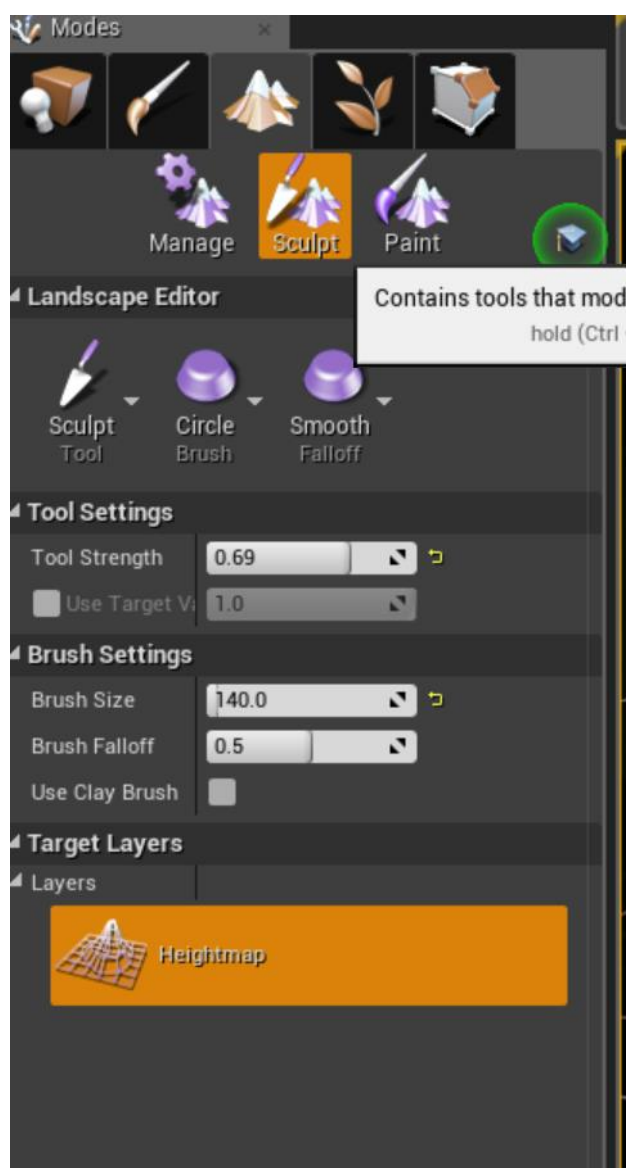 Modes
Manage Sculpt Paint
Landscape Editor
Contains tools that mod
hold (Ctrl
Sculpt Circle Smooth
Tool Brush Falloff
Tool Settings
Tool Strength 0.69
Use Target Va 1.0
Brush Settings
Brush Size 140.0
Brush Falloff 0.5
Use Clay Brush
Target Layers
Layers
Heightmap